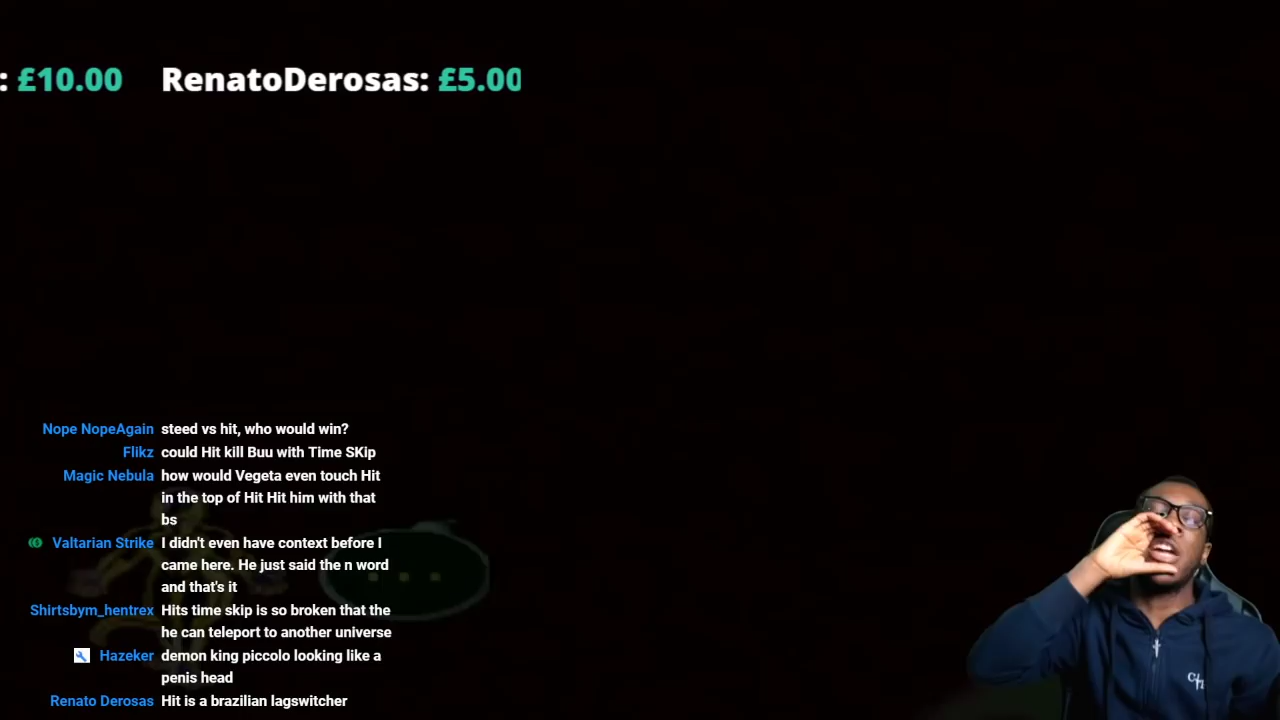 : £10.00 RenatoDerosas: £5.00
Nope NopeAgain steed vs hit, who would win?
Flikz could Hit kill Buu with Time SKip
Magic Nebula how would Vegeta even touch Hit
in the top of Hit Hit him with that
bs
Valtarian Strike I didn't even have context before I
came here. He just said the n word
and that's it
Shirtsbym_hentrex Hits time skip is so broken that the
he can teleport to another universe
Hazeker demon king piccolo looking like a
penis head
Renato Derosas Hit is a brazilian lagswitcher